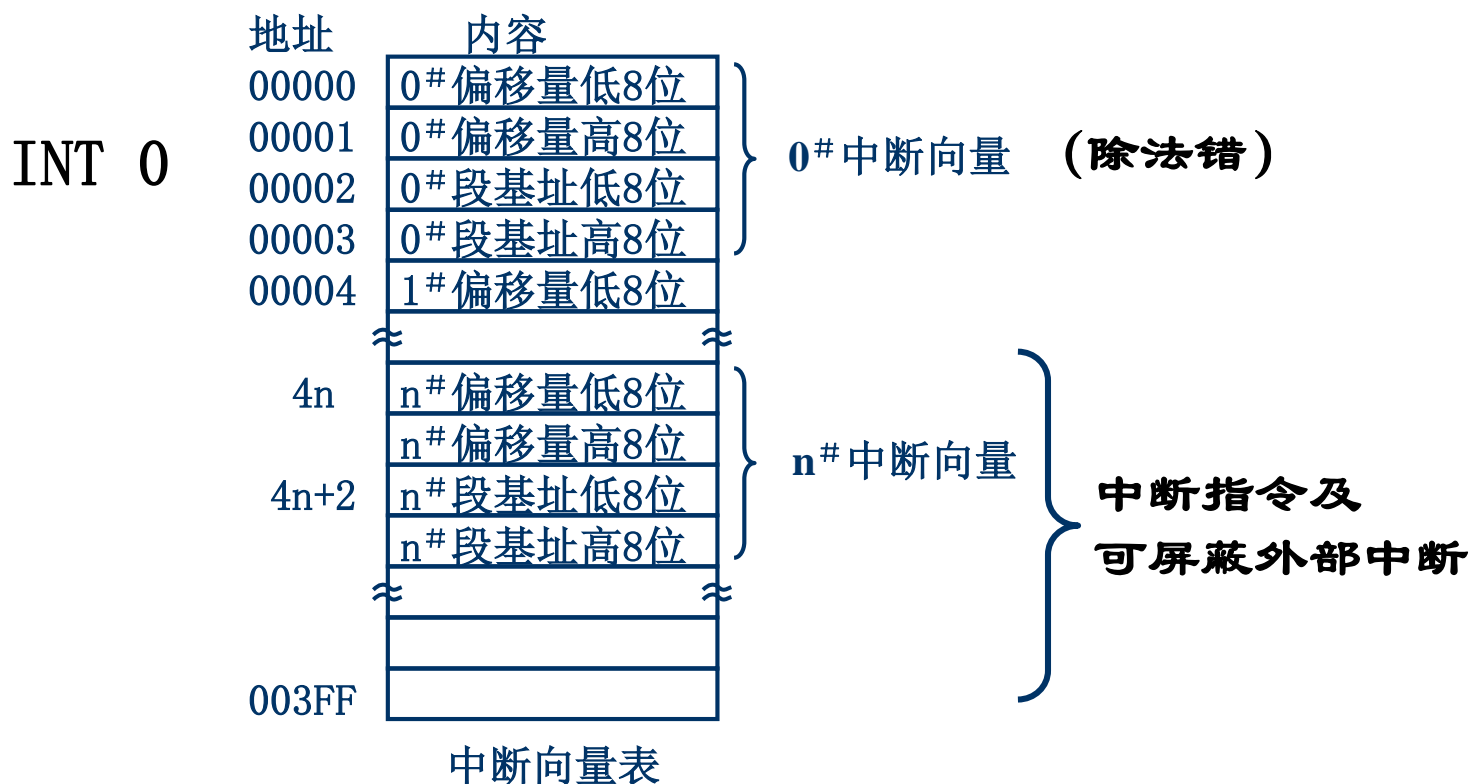 地址 内容
00000 0#偏移量低8位
00001 0#偏移量高8位
INT 0
0#中断向量 (除法错)
00002 0#段基址低8位
00003 0#段基址高8位
00004 1#偏移量低8位
4n n#偏移量低8位
n#偏移量高8位
n#中断向量
4n+2 n#段基址低8位
n#段基址高8位
中断指令及
可屏蔽外部中断
003FF
中断向量表